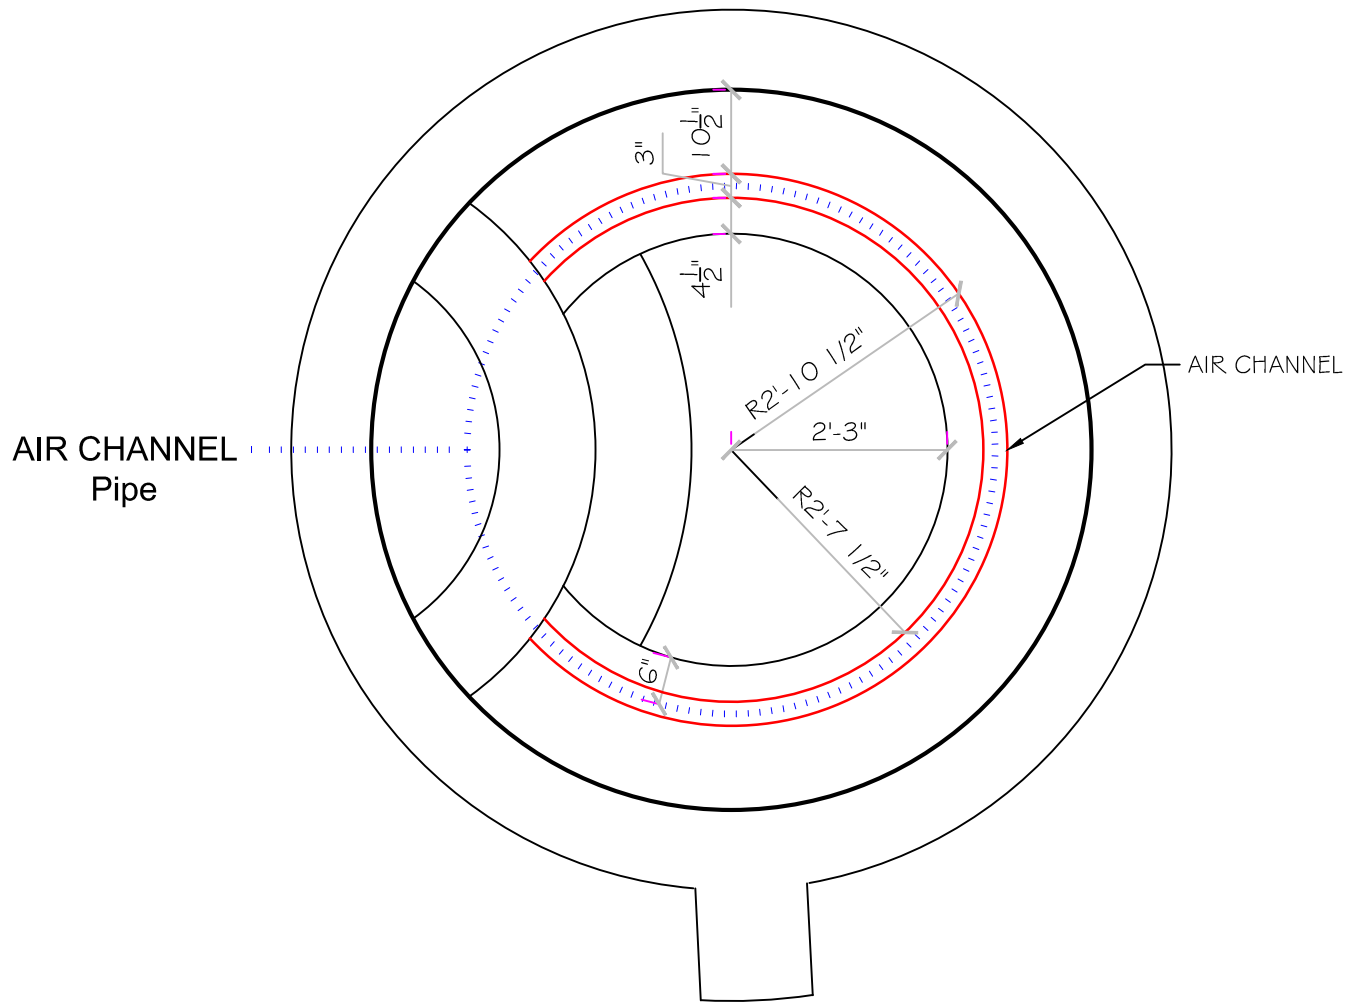 10 1/2"
3"
4 1/2"
R2'-10 1/2"
AIR CHANNEL
2'-3"
AIR CHANNEL
Pipe
R2'-7 1/2"
6"